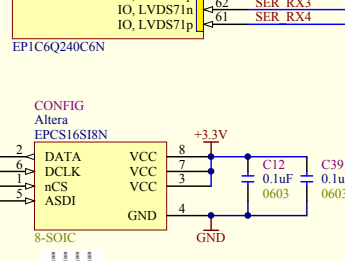 IO, LVDS71n 62 SER_RX3
IO, LVDS71p 61 SER_RX4
EP1C6Q240C6N
CONFIG
Altera
EPCS16SI8N
+3.3V
2 DATA VCC 8
6 DCLK VCC 7
1 nCS VCC 3
5 ASDI
GND 4
8-SOIC
GND
C12
0.1uF
0603
C39
0.1uF
0603